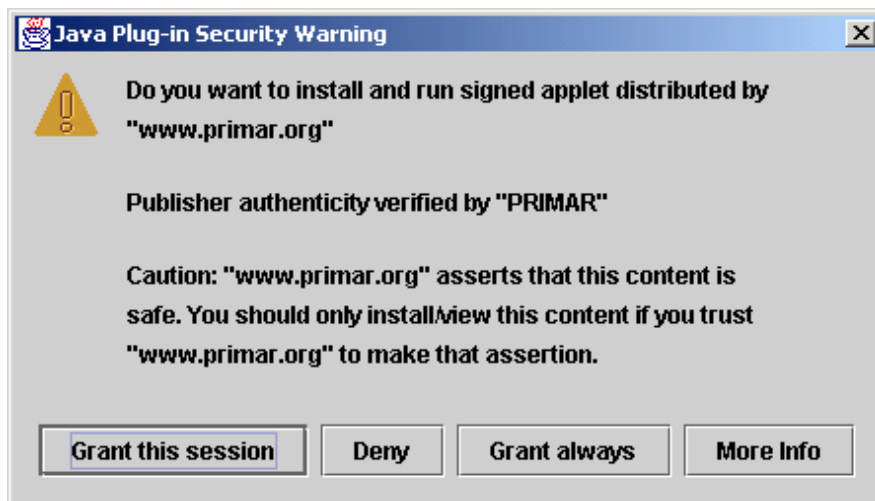 Java Plug-in Security Warning
Do you want to install and run signed applet distributed by
"www.primar.org"
Publisher authenticity verified by "PRIMAR"
Caution: "www.primar.org" asserts that this content is
safe. You should only install/view this content if you trust
"www.primar.org" to make that assertion.
Grant this session Deny Grant always More Info